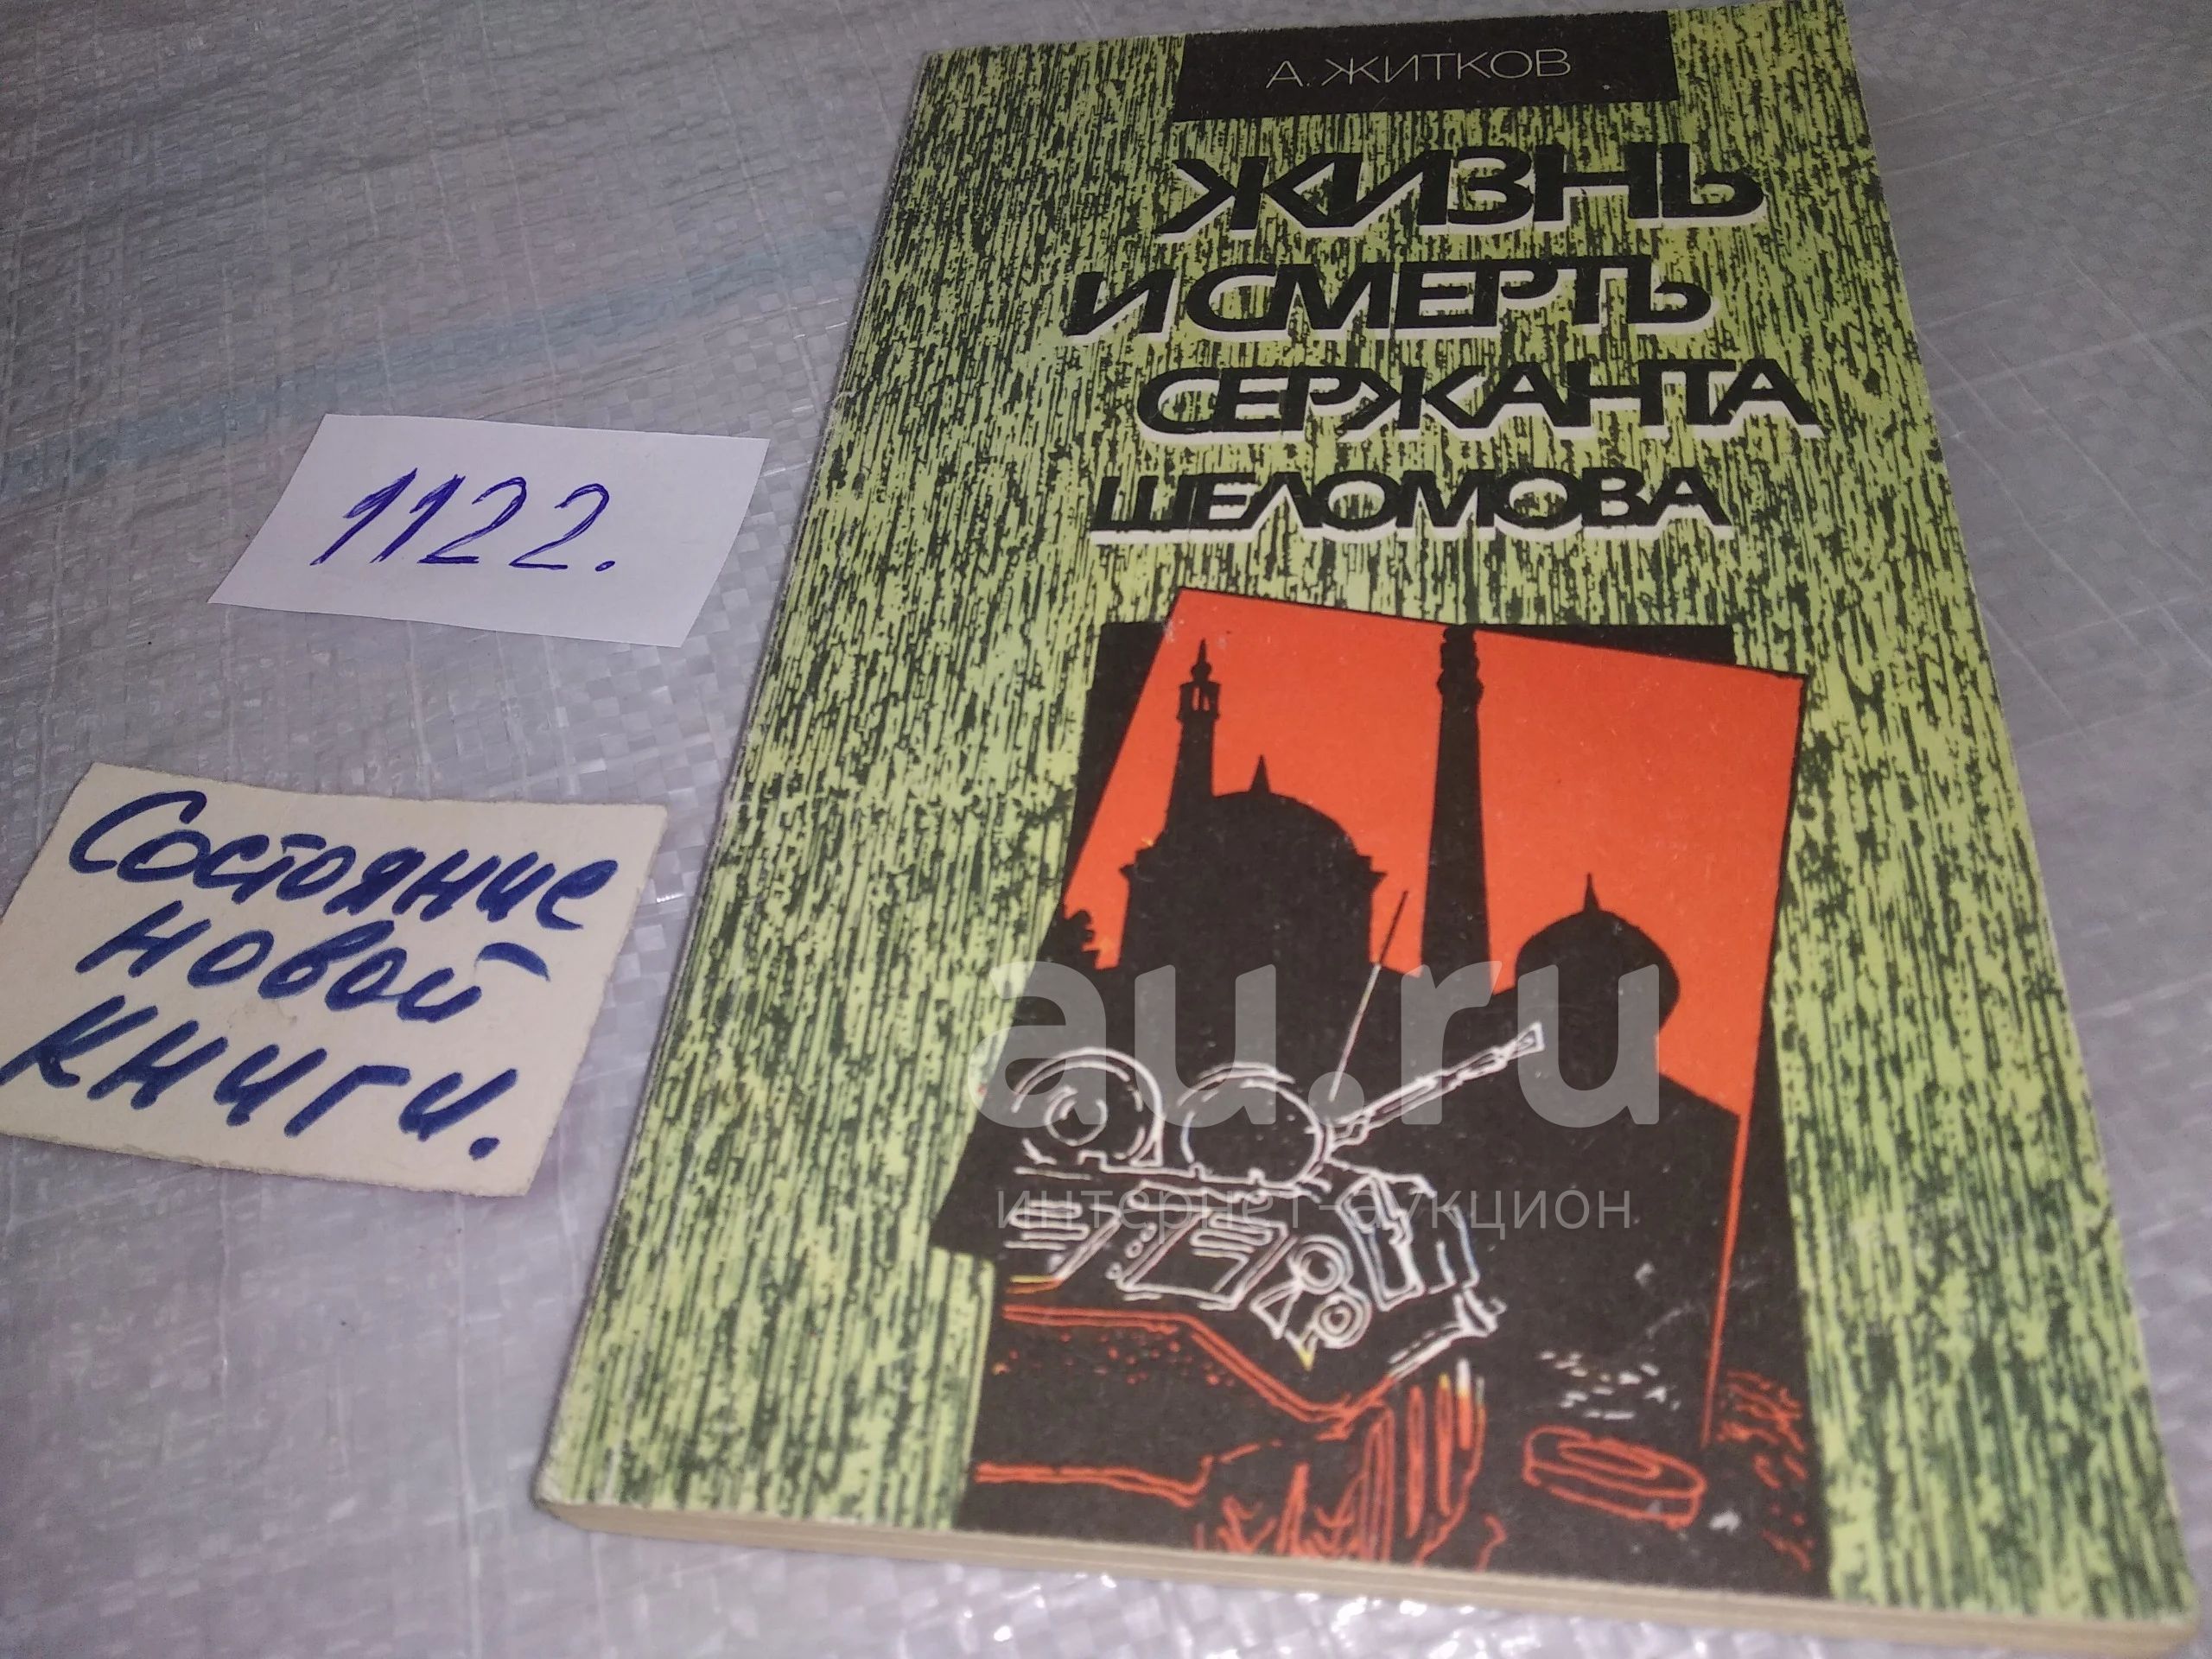 А. ЖИТКОВ
ЖИЗНЬ
И СМЕРТЬ
СЕРЖАНТА
ШЕЛОМОВА
1122.
Состояние
новой
книги.
au.ru
интернет-аукцион